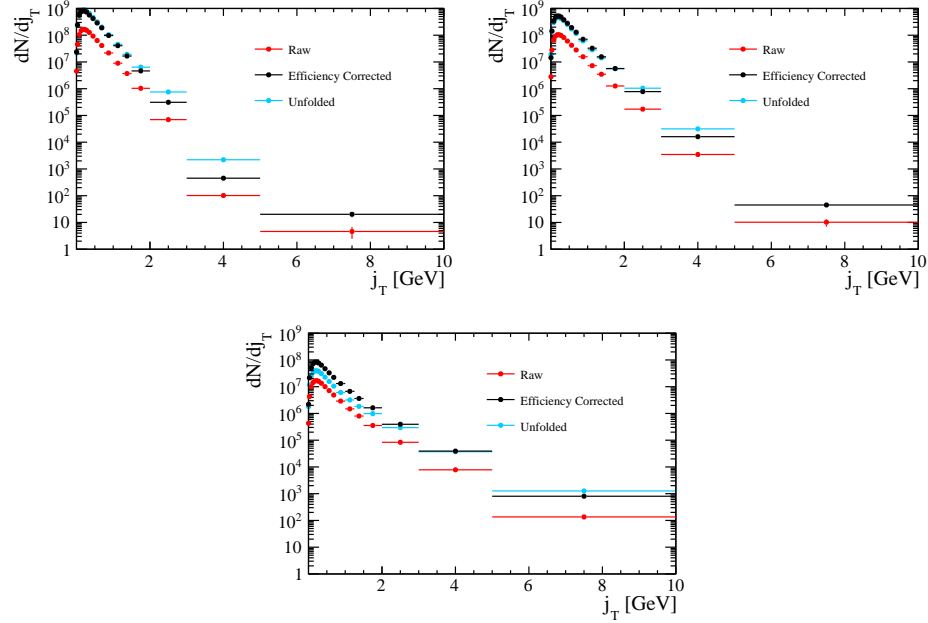 dN/dj_T
10^9
10^8
10^7
10^6
10^5
10^4
10^3
10^2
10
1
Raw
Efficiency Corrected
Unfolded
2 4 6 8 10
j_T [GeV]
dN/dj_T
10^9
10^8
10^7
10^6
10^5
10^4
10^3
10^2
10
1
Raw
Efficiency Corrected
Unfolded
2 4 6 8 10
j_T [GeV]
dN/dj_T
10^9
10^8
10^7
10^6
10^5
10^4
10^3
10^2
10
1
Raw
Efficiency Corrected
Unfolded
0 2 4 6 8 10
j_T [GeV]